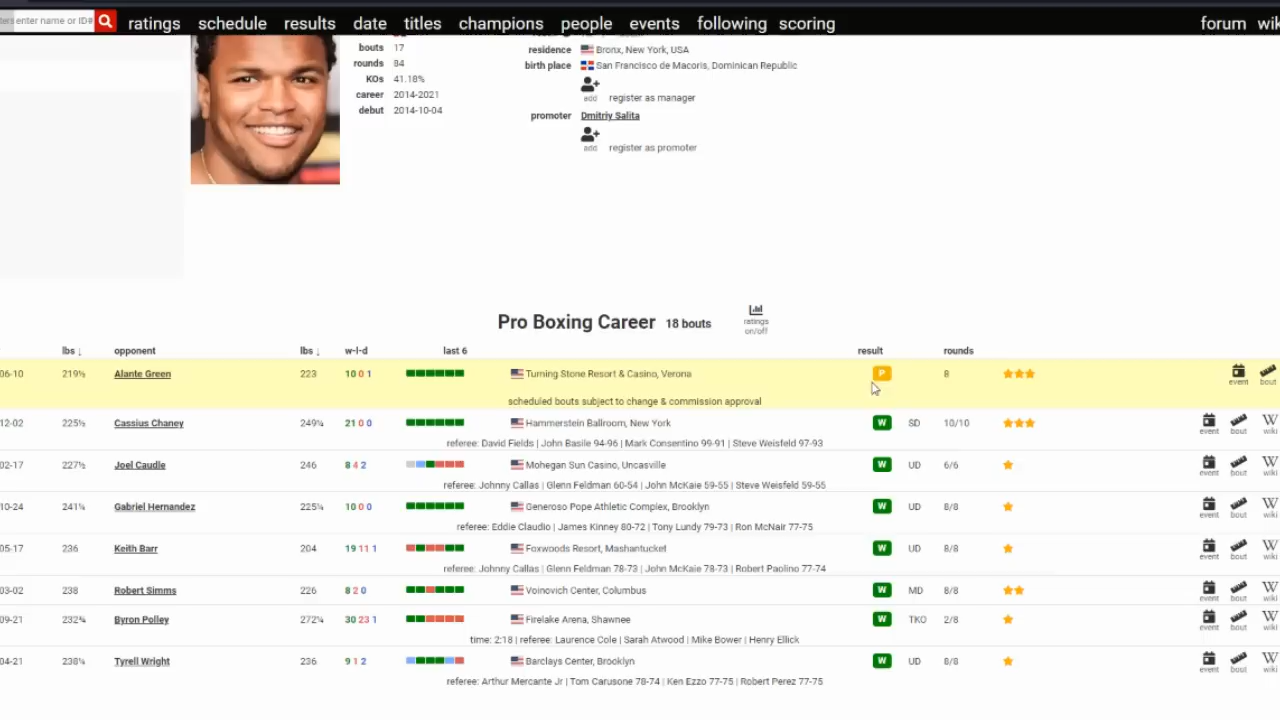 enter name or ID# ratings schedule results date titles champions people events following scoring forum wik
bouts 17
rounds 84
KOs 41.18%
career 2014-2021
debut 2014-10-04
residence Bronx, New York, USA
birth place San Francisco de Macoris, Dominican Republic
add register as manager
promoter Dmitriy Salita
add register as promoter
Pro Boxing Career 18 bouts
ratings
on/off
lbs ↓ opponent lbs ↓ w-l-d last 6 result rounds
06-10 219½ Alante Green 223 10 0 1 Turning Stone Resort & Casino, Verona P 8 event bout
scheduled bouts subject to change & commission approval
12-02 225½ Cassius Chaney 249¼ 21 0 0 Hammerstein Ballroom, New York W SD 10/10 event bout wiki
referee: David Fields | John Basile 94-96 | Mark Consentino 99-91 | Steve Weisfeld 97-93
02-17 227½ Joel Caudle 246 8 4 2 Mohegan Sun Casino, Uncasville W UD 6/6 event bout wiki
referee: Johnny Callas | Glenn Feldman 60-54 | John McKaie 59-55 | Steve Weisfeld 59-55
10-24 241¼ Gabriel Hernandez 225¼ 10 0 0 Generoso Pope Athletic Complex, Brooklyn W UD 8/8 event bout wiki
referee: Eddie Claudio | James Kinney 80-72 | Tony Lundy 79-73 | Ron McNair 77-75
05-17 236 Keith Barr 204 19 11 1 Foxwoods Resort, Mashantucket W UD 8/8 event bout wiki
referee: Johnny Callas | Glenn Feldman 78-73 | John McKaie 78-73 | Robert Paolino 77-74
03-02 238 Robert Simms 226 8 2 0 Voinovich Center, Columbus W MD 8/8 event bout wiki
09-21 232¾ Byron Polley 272¼ 30 23 1 Firelake Arena, Shawnee W TKO 2/8 event bout wiki
time: 2:18 | referee: Laurence Cole | Sarah Atwood | Mike Bower | Henry Ellick
04-21 238¼ Tyrell Wright 236 9 1 2 Barclays Center, Brooklyn W UD 8/8 event bout wiki
referee: Arthur Mercante Jr | Tom Carusone 78-74 | Ken Ezzo 77-75 | Robert Perez 77-75